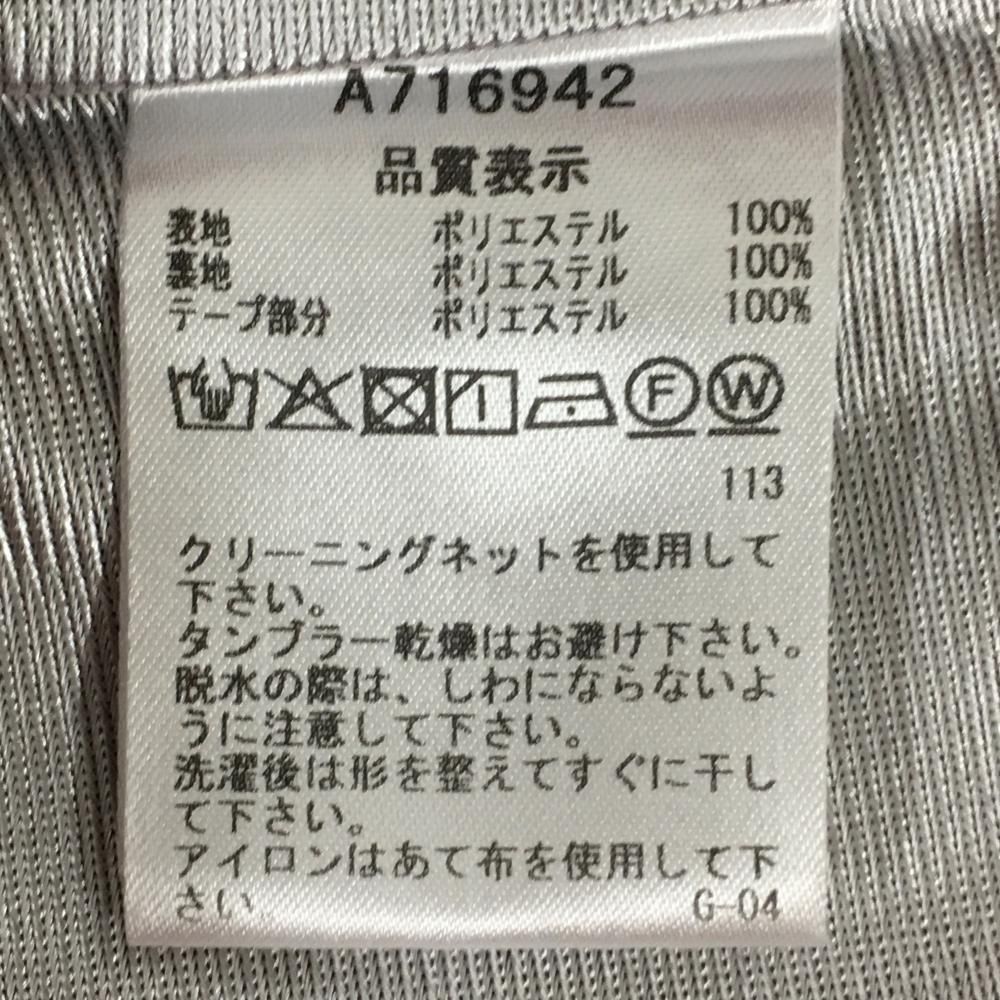 A716942
品質表示
表地 ポリエステル 100%
裏地 ポリエステル 100%
テープ部分 ポリエステル 100%
F W
113
クリーニングネットを使用して
下さい。
タンブラー乾燥はお避け下さい。
脱水の際は、しわにならないよ
うに注意して下さい。
洗濯後は形を整えてすぐに干し
て下さい。
アイロンはあて布を使用して下
さい。 G-04